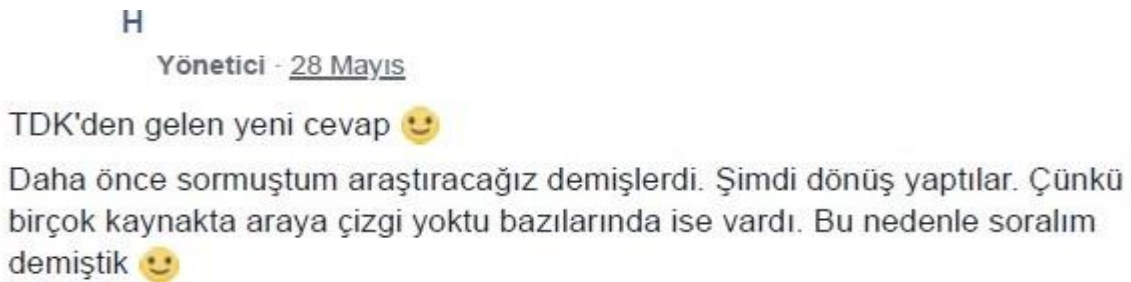 H
Yönetici · 28 Mayıs
TDK'den gelen yeni cevap 🙂
Daha önce sormuştum araştıracağız demişlerdi. Şimdi dönüş yaptılar. Çünkü
birçok kaynakta araya çizgi yoktu bazılarında ise vardı. Bu nedenle soralım
demiştik 🙂